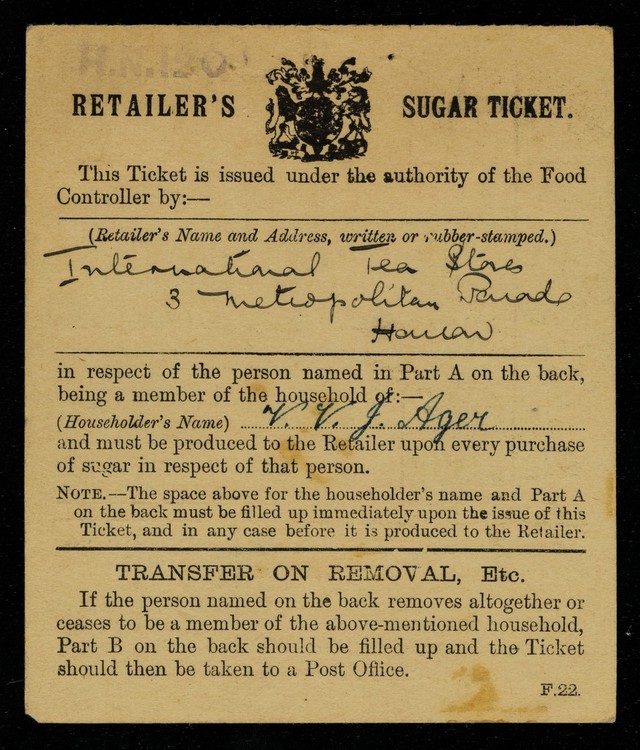 RETAILER'S SUGAR TICKET.
This Ticket is issued under the authority of the Food
Controller by:—
(Retailer's Name and Address, written or rubber-stamped.)
International Tea Stores
3 Metropolitan Parade
Harrow
in respect of the person named in Part A on the back,
being a member of the household of:—
(Householder's Name) V. V. J. Ager
and must be produced to the Retailer upon every purchase
of sugar in respect of that person.
NOTE.—The space above for the householder's name and Part A
on the back must be filled up immediately upon the issue of this
Ticket, and in any case before it is produced to the Retailer.
TRANSFER ON REMOVAL, Etc.
If the person named on the back removes altogether or
ceases to be a member of the above-mentioned household,
Part B on the back should be filled up and the Ticket
should then be taken to a Post Office.
F.22.